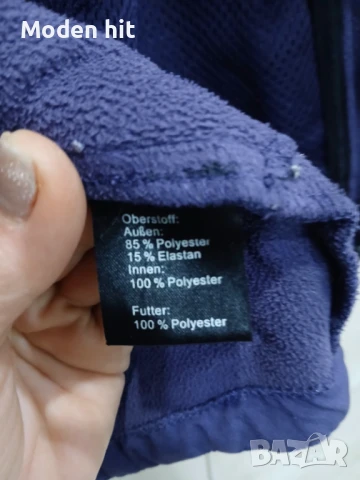 Moden hit
Oberstoff:
Außen:
85 % Polyester
15 % Elastan
Innen:
100 % Polyester
Futter:
100 % Polyester
BAZAR